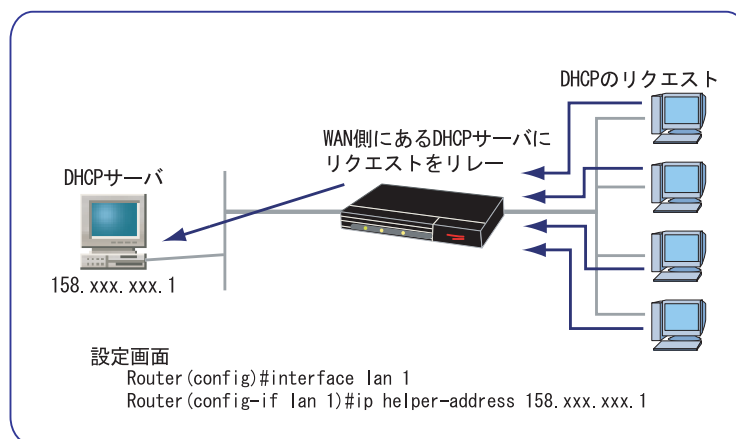 DHCPのリクエスト
WAN側にあるDHCPサーバに
リクエストをリレー
DHCPサーバ
158.xxx.xxx.1
設定画面
Router(config)#interface lan 1
Router(config-if lan 1)#ip helper-address 158.xxx.xxx.1